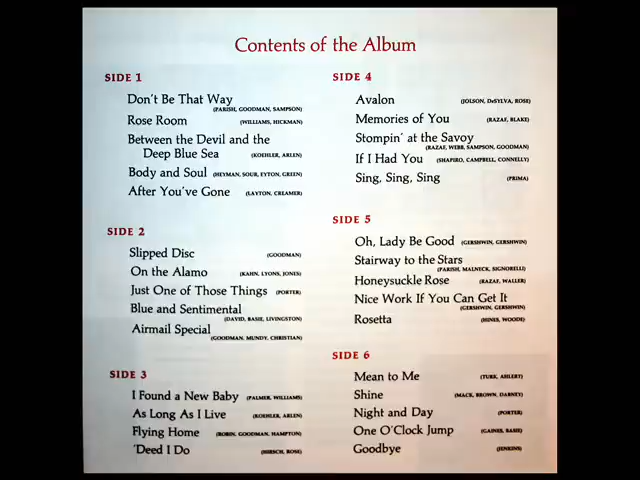 Contents of the Album
SIDE 1
Don't Be That Way
(PARISH, GOODMAN, SAMPSON)
Rose Room (WILLIAMS, HICKMAN)
Between the Devil and the
Deep Blue Sea (KOEHLER, ARLEN)
Body and Soul (HEYMAN, SOUR, EYTON, GREEN)
After You've Gone (LAYTON, CREAMER)
SIDE 2
Slipped Disc (GOODMAN)
On the Alamo (KAHN, LYONS, JONES)
Just One of Those Things (PORTER)
Blue and Sentimental
(DAVID, BASIE, LIVINGSTON)
Airmail Special
(GOODMAN, MUNDY, CHRISTIAN)
SIDE 3
I Found a New Baby (PALMER, WILLIAMS)
As Long As I Live (KOEHLER, ARLEN)
Flying Home (ROBIN, GOODMAN, HAMPTON)
'Deed I Do (HIRSCH, ROSE)
SIDE 4
Avalon (JOLSON, DeSYLVA, ROSE)
Memories of You (RAZAF, BLAKE)
Stompin' at the Savoy
(RAZAF, WEBB, SAMPSON, GOODMAN)
If I Had You (SHAPIRO, CAMPBELL, CONNELLY)
Sing, Sing, Sing (PRIMA)
SIDE 5
Oh, Lady Be Good (GERSHWIN, GERSHWIN)
Stairway to the Stars
(PARISH, MALNECK, SIGNORELLI)
Honeysuckle Rose (RAZAF, WALLER)
Nice Work If You Can Get It
(GERSHWIN, GERSHWIN)
Rosetta (HINES, WOODE)
SIDE 6
Mean to Me (TURK, AHLERT)
Shine (MACK, BROWN, DABNEY)
Night and Day (PORTER)
One O'Clock Jump (GAINES, BASIE)
Goodbye (JENKINS)